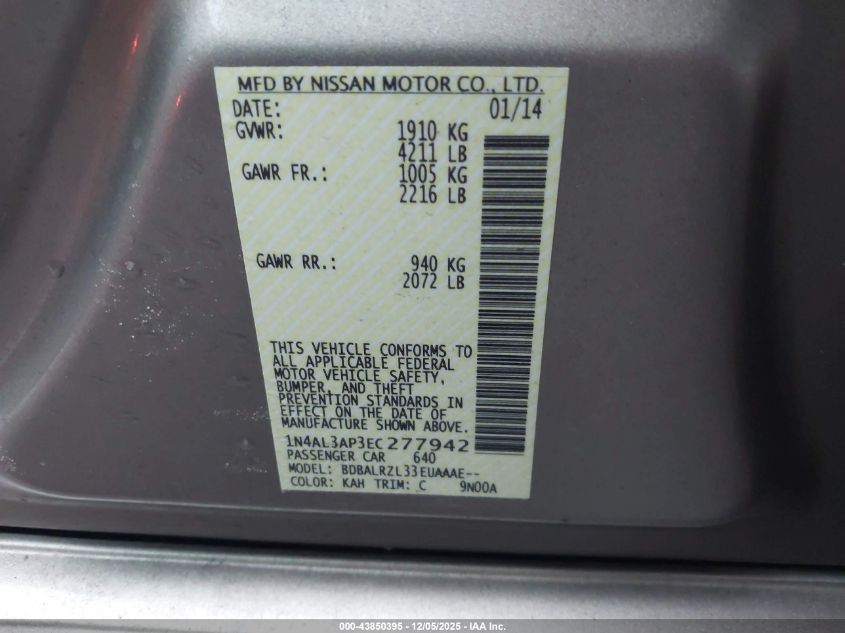 MFD BY NISSAN MOTOR CO., LTD.
DATE: 01/14
GVWR: 1910 KG
4211 LB
GAWR FR.: 1005 KG
2216 LB
GAWR RR.: 940 KG
2072 LB
THIS VEHICLE CONFORMS TO
ALL APPLICABLE FEDERAL
MOTOR VEHICLE SAFETY,
BUMPER, AND THEFT
PREVENTION STANDARDS IN
EFFECT ON THE DATE OF
MANUFACTURE SHOWN ABOVE.
1N4AL3AP3EC277942
PASSENGER CAR 640
MODEL: BDBALRZL33EUAAAE--
COLOR: KAH TRIM: C 9N00A
000-43850395 - 12/05/2025 - IAA Inc.